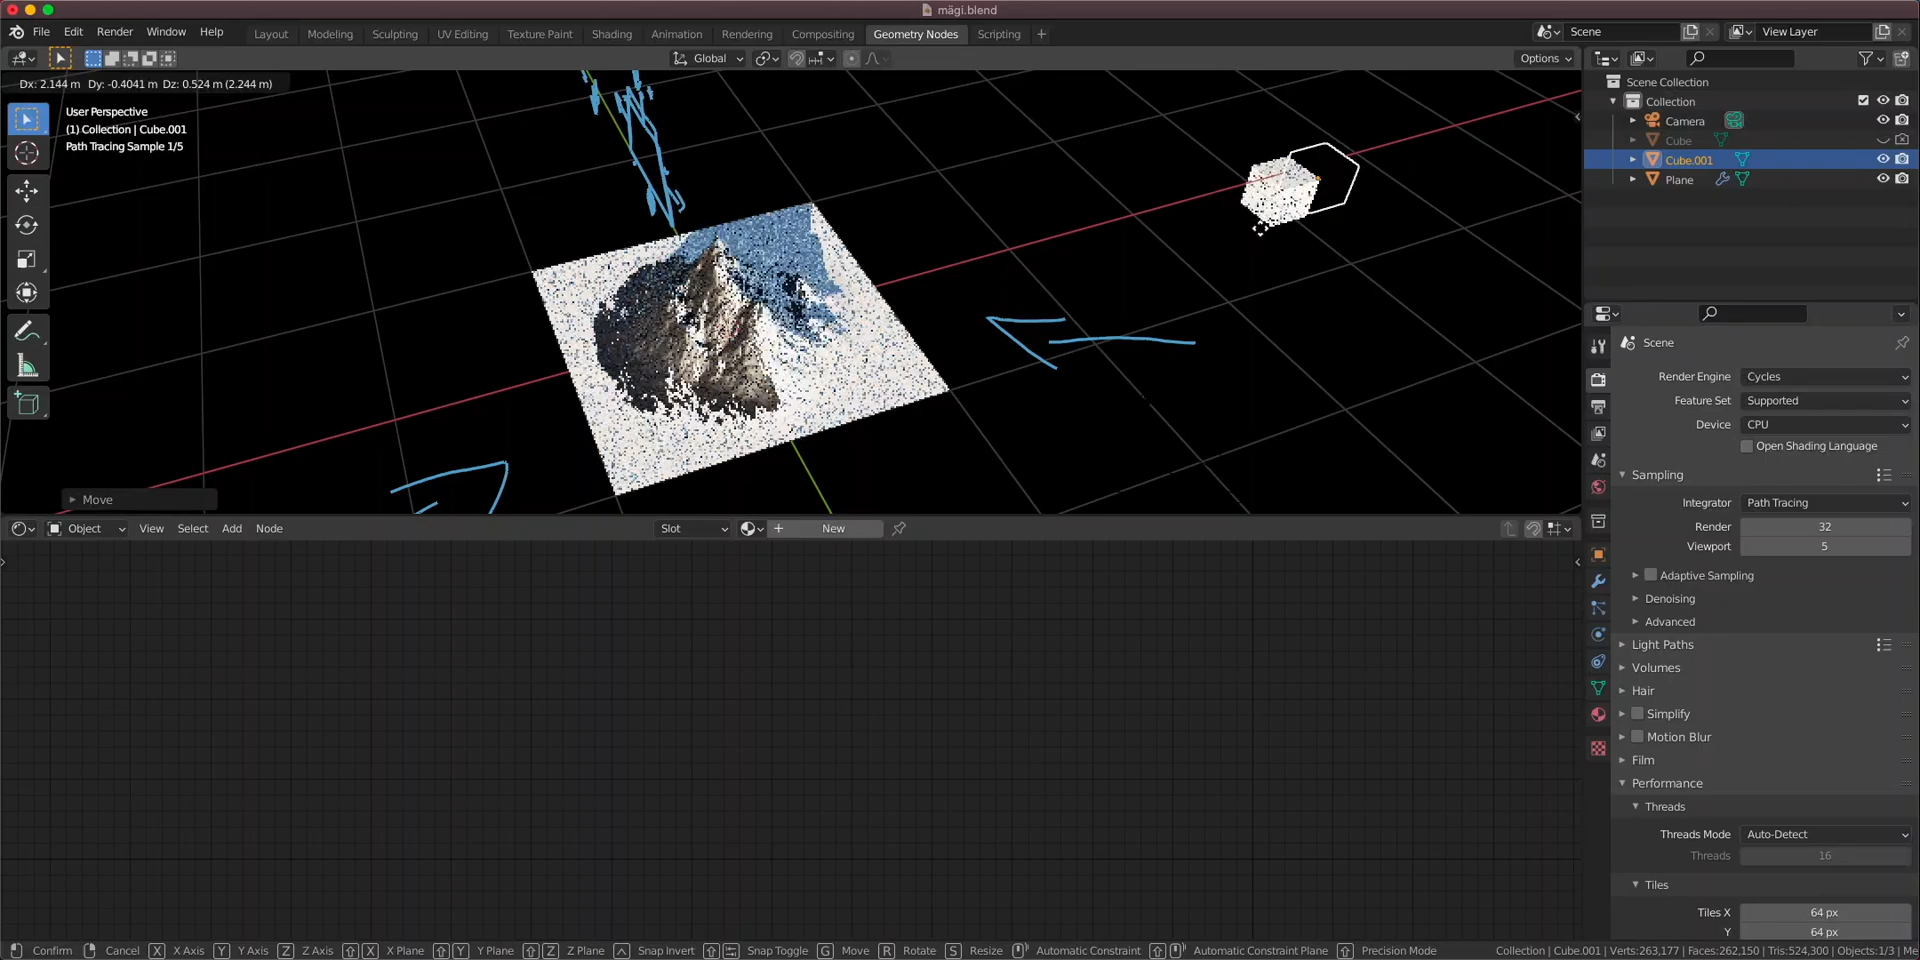 mägi.blend
File Edit Render Window Help
Layout Modeling Sculpting UV Editing Texture Paint Shading Animation Rendering Compositing Geometry Nodes Scripting
Scene
View Layer
Global
Options
Dx: 2.144 m Dy: -0.4041 m Dz: 0.524 m (2.244 m)
User Perspective
(1) Collection | Cube.001
Path Tracing Sample 1/5
Move
Scene Collection
Collection
Camera
Cube
Cube.001
Plane
Scene
Render Engine Cycles
Feature Set Supported
Device CPU
Open Shading Language
Sampling
Integrator Path Tracing
Render 32
Viewport 5
Adaptive Sampling
Denoising
Advanced
Light Paths
Volumes
Hair
Simplify
Motion Blur
Film
Performance
Threads
Threads Mode Auto-Detect
Threads 16
Tiles
Tiles X 64 px
Y 64 px
Object View Select Add Node Slot New
Confirm Cancel X X Axis Y Y Axis Z Z Axis X X Plane Y Y Plane Z Z Plane Snap Invert Snap Toggle G Move R Rotate S Resize Automatic Constraint Automatic Constraint Plane Precision Mode
Collection | Cube.001 | Verts:263,177 | Faces:262,150 | Tris:524,300 | Objects:1/3 | Me